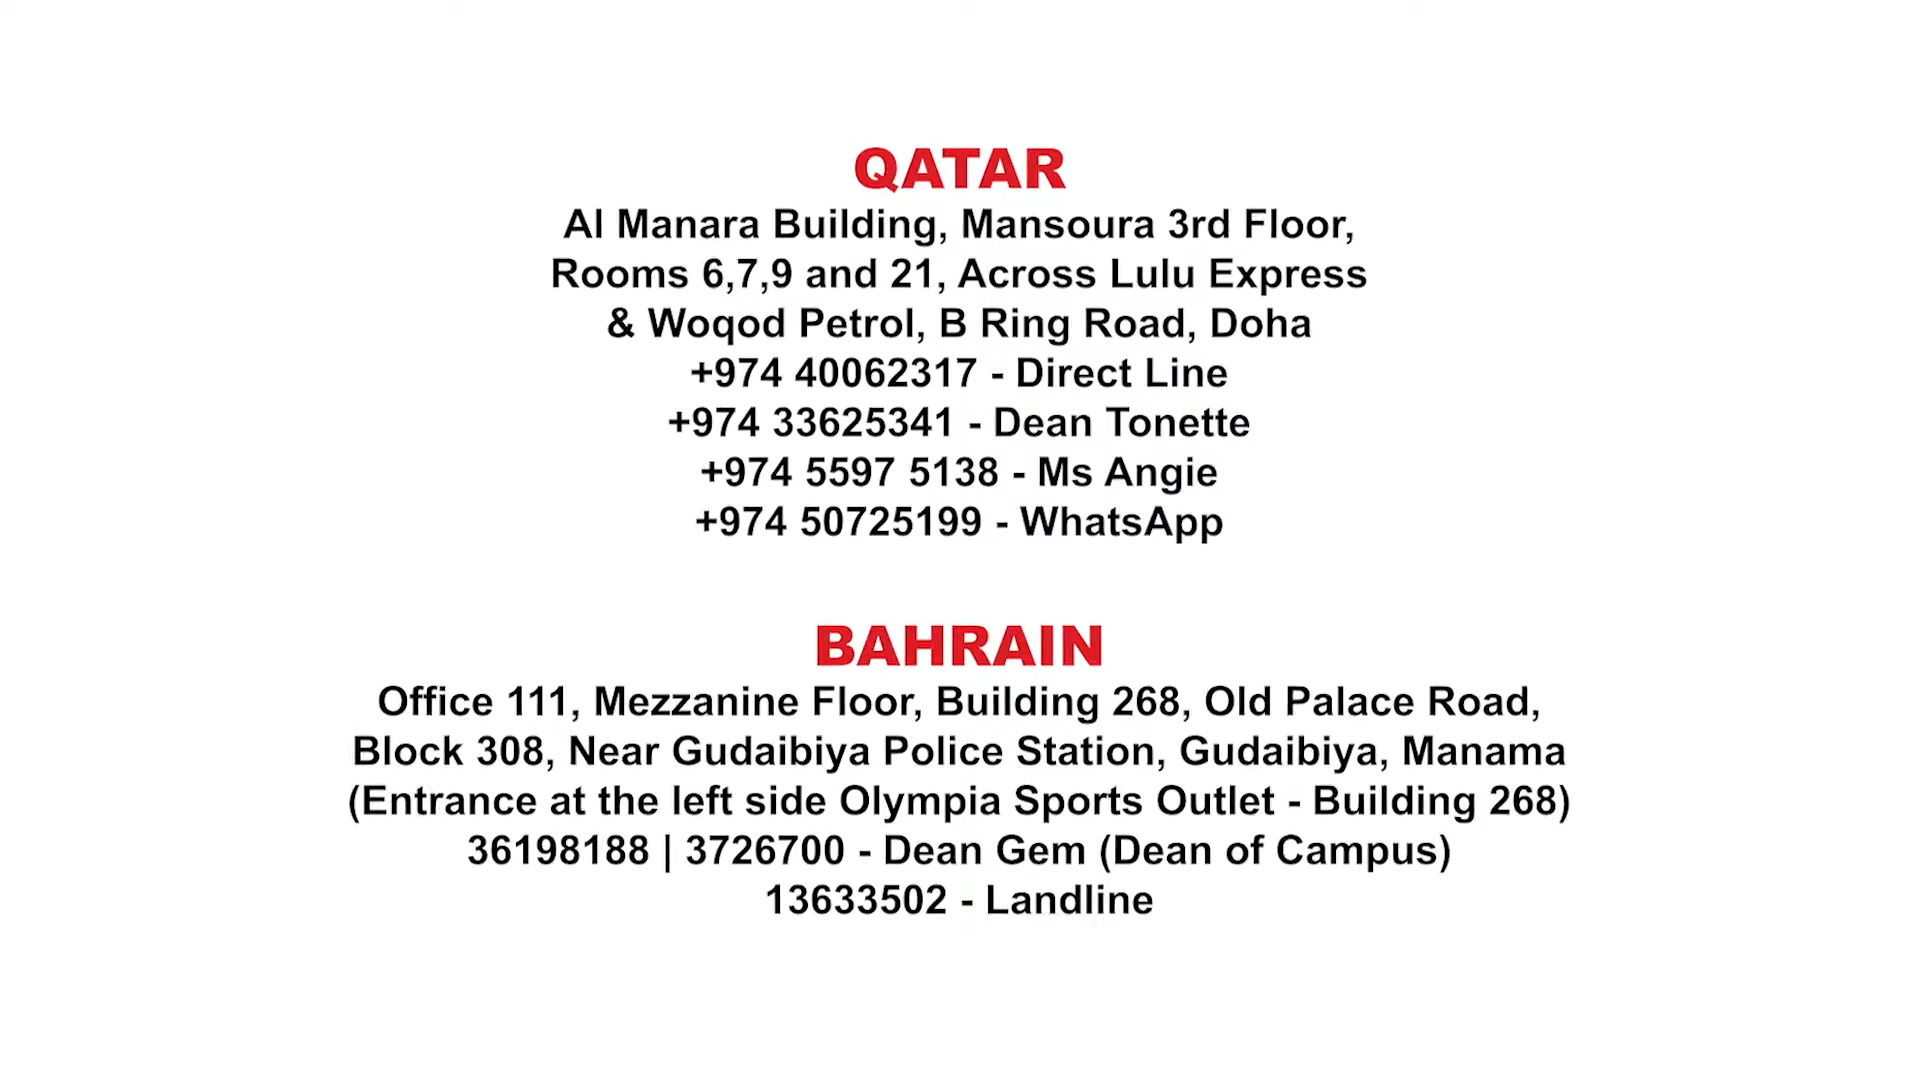 QATAR
Al Manara Building, Mansoura 3rd Floor,
Rooms 6,7,9 and 21, Across Lulu Express
& Woqod Petrol, B Ring Road, Doha
+974 40062317 - Direct Line
+974 33625341 - Dean Tonette
+974 5597 5138 - Ms Angie
+974 50725199 - WhatsApp
BAHRAIN
Office 111, Mezzanine Floor, Building 268, Old Palace Road,
Block 308, Near Gudaibiya Police Station, Gudaibiya, Manama
(Entrance at the left side Olympia Sports Outlet - Building 268)
36198188 | 3726700 - Dean Gem (Dean of Campus)
13633502 - Landline